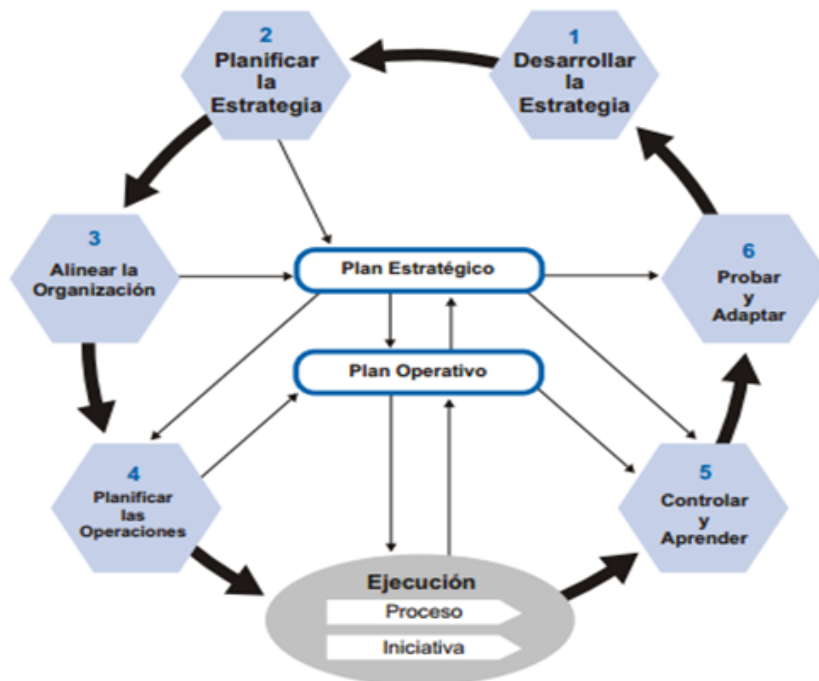 1
Desarrollar
la
Estrategia
2
Planificar
la
Estrategia
3
Alinear la
Organización
Plan Estratégico
6
Probar
y
Adaptar
Plan Operativo
4
Planificar
las
Operaciones
5
Controlar
y
Aprender
Ejecución
Proceso
Iniciativa